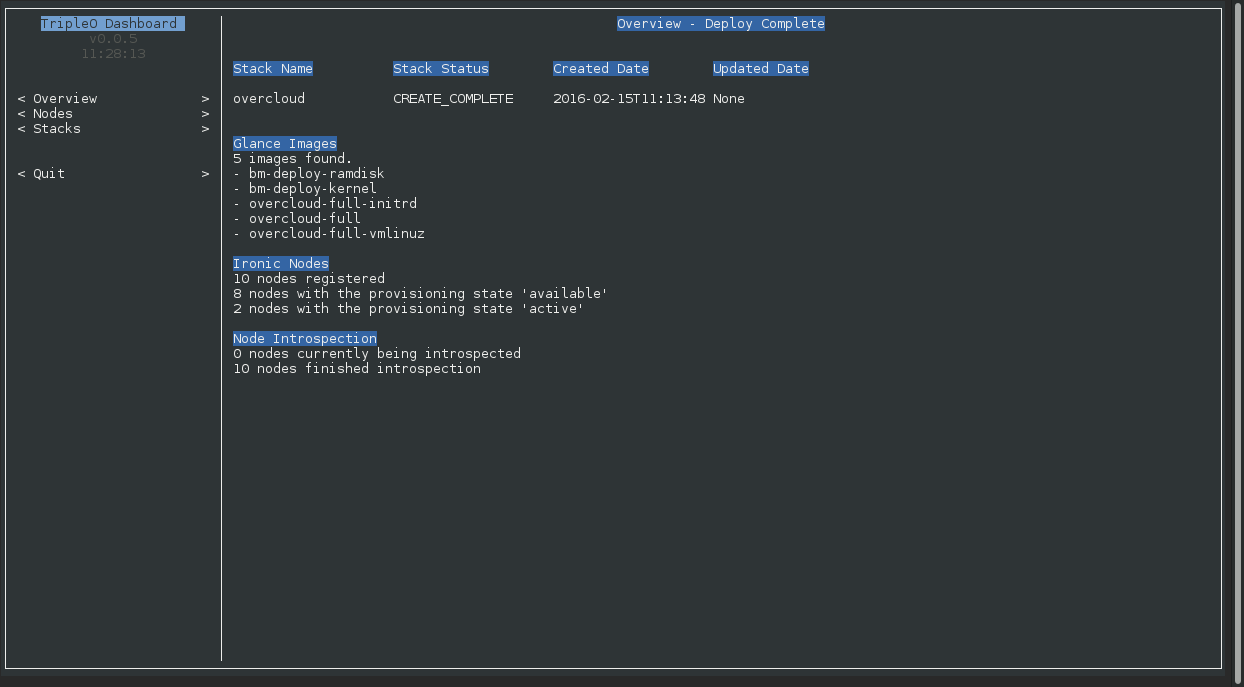 TripleO Dashboard
v0.0.5
11:28:13
< Overview >
< Nodes >
< Stacks >
< Quit >
Overview - Deploy Complete
Stack Name Stack Status Created Date Updated Date
overcloud CREATE_COMPLETE 2016-02-15T11:13:48 None
Glance Images
5 images found.
- bm-deploy-ramdisk
- bm-deploy-kernel
- overcloud-full-initrd
- overcloud-full
- overcloud-full-vmlinuz
Ironic Nodes
10 nodes registered
8 nodes with the provisioning state 'available'
2 nodes with the provisioning state 'active'
Node Introspection
0 nodes currently being introspected
10 nodes finished introspection